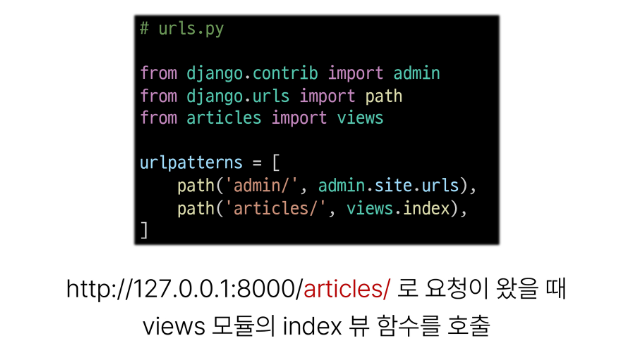 # urls.py
from django.contrib import admin
from django.urls import path
from articles import views
urlpatterns = [
    path('admin/', admin.site.urls),
    path('articles/', views.index),
]
http://127.0.0.1:8000/articles/ 로 요청이 왔을 때
views 모듈의 index 뷰 함수를 호출